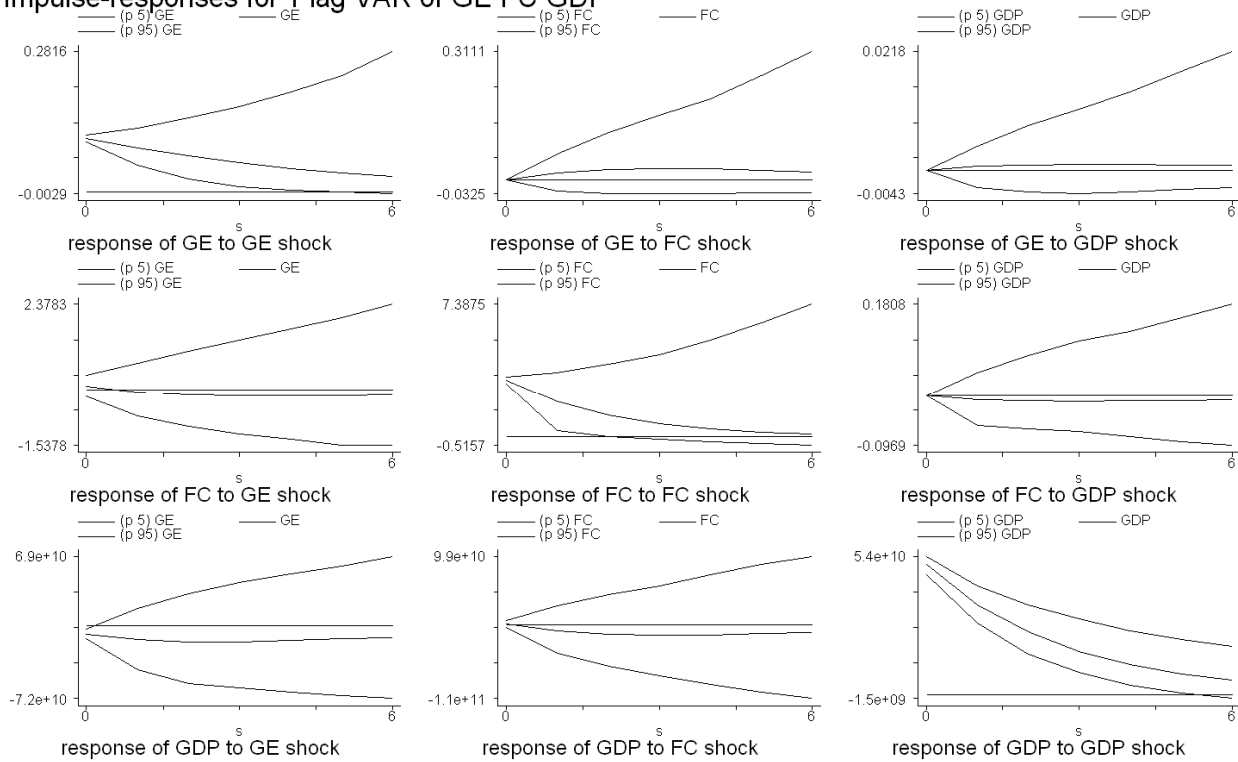 Impulse-responses for 1 lag VAR of GE FC GDP
(p 5) GE GE
(p 95) GE
0.2816
-0.0029
0 6
s
response of GE to GE shock
(p 5) FC FC
(p 95) FC
0.3111
-0.0325
0 6
s
response of GE to FC shock
(p 5) GDP GDP
(p 95) GDP
0.0218
-0.0043
0 6
s
response of GE to GDP shock
(p 5) GE GE
(p 95) GE
2.3783
-1.5378
0 6
s
response of FC to GE shock
(p 5) FC FC
(p 95) FC
7.3875
-0.5157
0 6
s
response of FC to FC shock
(p 5) GDP GDP
(p 95) GDP
0.1808
-0.0969
0 6
s
response of FC to GDP shock
(p 5) GE GE
(p 95) GE
6.9e+10
-7.2e+10
0 6
s
response of GDP to GE shock
(p 5) FC FC
(p 95) FC
9.9e+10
-1.1e+11
0 6
s
response of GDP to FC shock
(p 5) GDP GDP
(p 95) GDP
5.4e+10
-1.5e+09
0 6
s
response of GDP to GDP shock